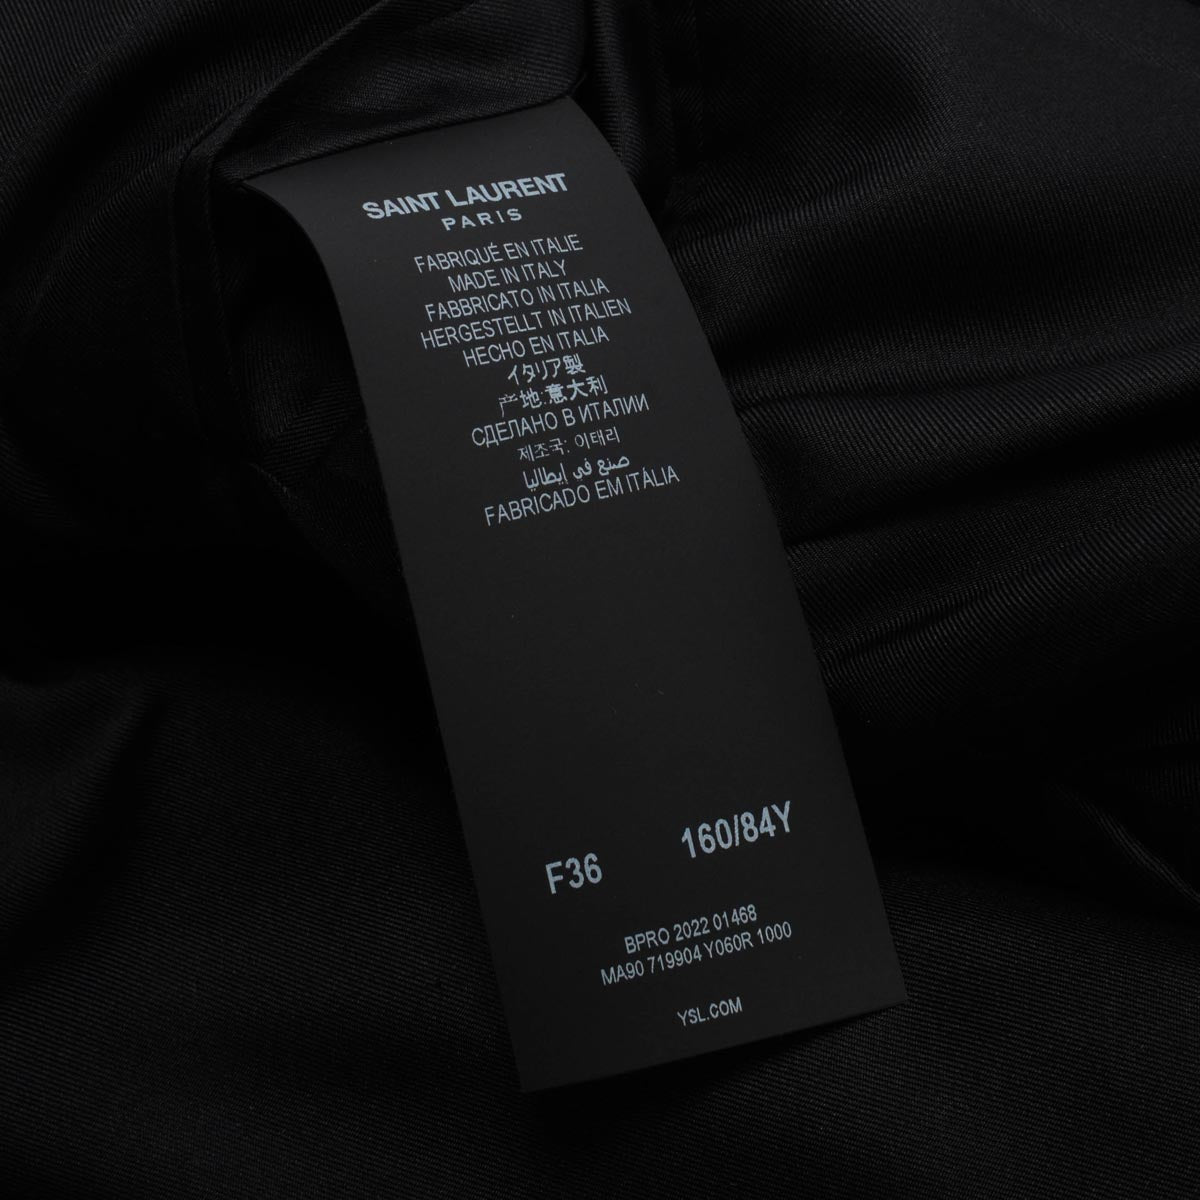 SAINT LAURENT
PARIS
FABRIQUÉ EN ITALIE
MADE IN ITALY
FABBRICATO IN ITALIA
HERGESTELLT IN ITALIEN
HECHO EN ITALIA
イタリア製
产地:意大利
СДЕЛАНО В ИТАЛИИ
제조국: 이태리
صنع في إيطاليا
FABRICADO EM ITÁLIA
F36 160/84Y
BPRO 2022 01468
MA90 719904 Y060R 1000
YSL.COM